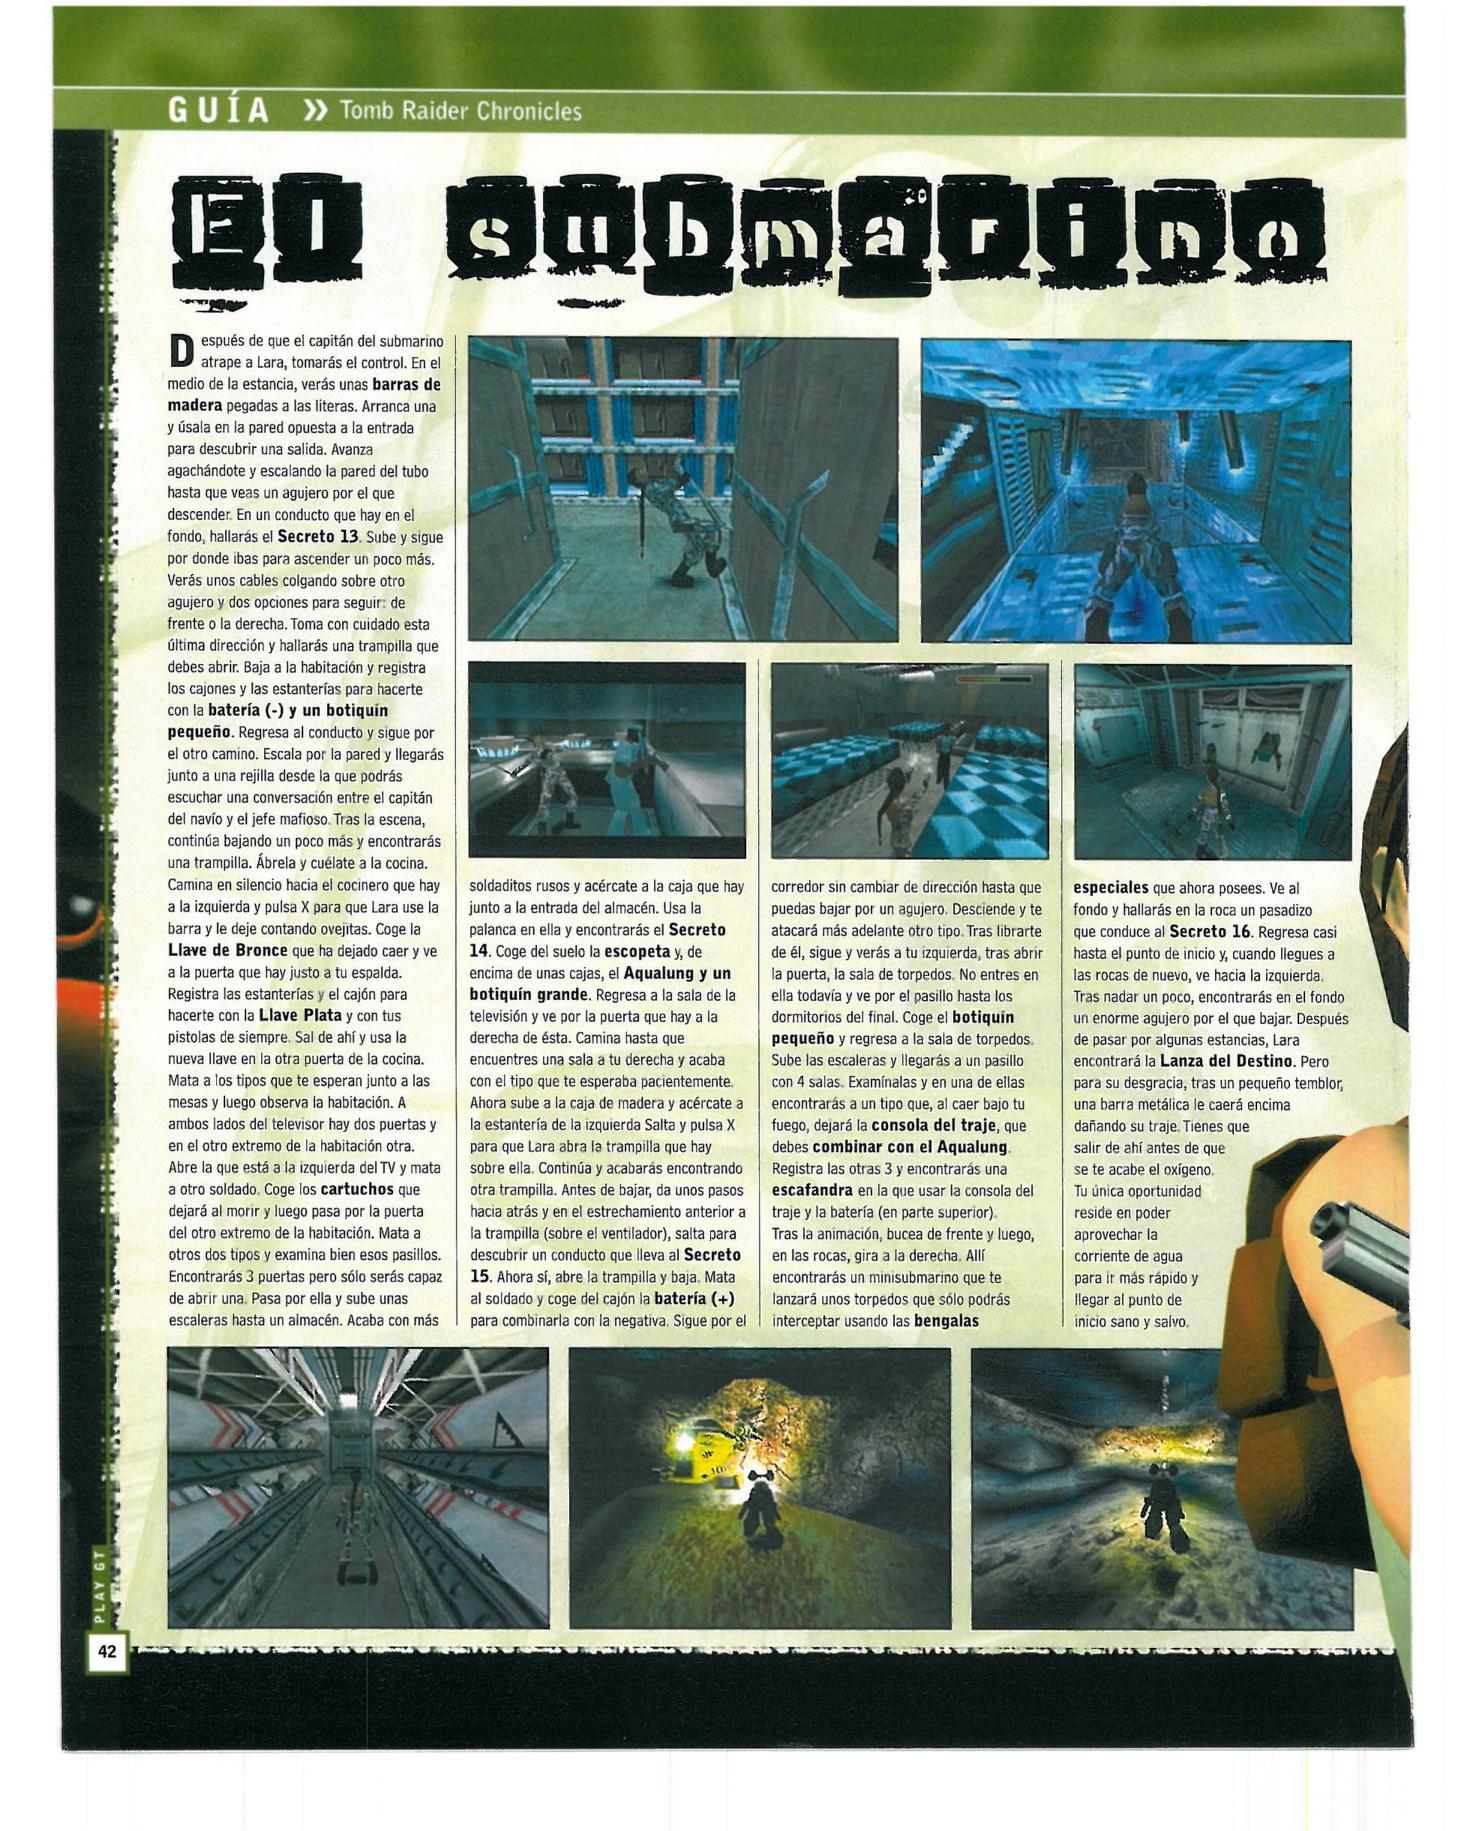 GUÍA » Tomb Raider Chronicles
El submarino
Después de que el capitán del submarino
atrape a Lara, tomarás el control. En el
medio de la estancia, verás unas barras de
madera pegadas a las literas. Arranca una
y úsala en la pared opuesta a la entrada
para descubrir una salida. Avanza
agachándote y escalando la pared del tubo
hasta que veas un agujero por el que
descender. En un conducto que hay en el
fondo, hallarás el Secreto 13. Sube y sigue
por donde ibas para ascender un poco más.
Verás unos cables colgando sobre otro
agujero y dos opciones para seguir: de
frente o la derecha. Toma con cuidado esta
última dirección y hallarás una trampilla que
debes abrir. Baja a la habitación y registra
los cajones y las estanterías para hacerte
con la batería (-) y un botiquín
pequeño. Regresa al conducto y sigue por
el otro camino. Escala por la pared y llegarás
junto a una rejilla desde la que podrás
escuchar una conversación entre el capitán
del navío y el jefe mafioso. Tras la escena,
continúa bajando un poco más y encontrarás
una trampilla. Ábrela y cuélate a la cocina.
Camina en silencio hacia el cocinero que hay
a la izquierda y pulsa X para que Lara use la
barra y le deje contando ovejitas. Coge la
Llave de Bronce que ha dejado caer y ve
a la puerta que hay justo a tu espalda.
Registra las estanterías y el cajón para
hacerte con la Llave Plata y con tus
pistolas de siempre. Sal de ahí y usa la
nueva llave en la otra puerta de la cocina.
Mata a los tipos que te esperan junto a las
mesas y luego observa la habitación. A
ambos lados del televisor hay dos puertas y
en el otro extremo de la habitación otra.
Abre la que está a la izquierda del TV y mata
a otro soldado. Coge los cartuchos que
dejará al morir y luego pasa por la puerta
del otro extremo de la habitación. Mata a
otros dos tipos y examina bien esos pasillos.
Encontrarás 3 puertas pero sólo serás capaz
de abrir una. Pasa por ella y sube unas
escaleras hasta un almacén. Acaba con más
soldaditos rusos y acércate a la caja que hay
junto a la entrada del almacén. Usa la
palanca en ella y encontrarás el Secreto
14. Coge del suelo la escopeta y, de
encima de unas cajas, el Aqualung y un
botiquín grande. Regresa a la sala de la
televisión y ve por la puerta que hay a la
derecha de ésta. Camina hasta que
encuentres una sala a tu derecha y acaba
con el tipo que te esperaba pacientemente.
Ahora sube a la caja de madera y acércate a
la estantería de la izquierda Salta y pulsa X
para que Lara abra la trampilla que hay
sobre ella. Continúa y acabarás encontrando
otra trampilla. Antes de bajar, da unos pasos
hacia atrás y en el estrechamiento anterior a
la trampilla (sobre el ventilador), salta para
descubrir un conducto que lleva al Secreto
15. Ahora sí, abre la trampilla y baja. Mata
al soldado y coge del cajón la batería (+)
para combinarla con la negativa. Sigue por el
corredor sin cambiar de dirección hasta que
puedas bajar por un agujero. Desciende y te
atacará más adelante otro tipo. Tras librarte
de él, sigue y verás a tu izquierda, tras abrir
la puerta, la sala de torpedos. No entres en
ella todavía y ve por el pasillo hasta los
dormitorios del final. Coge el botiquín
pequeño y regresa a la sala de torpedos.
Sube las escaleras y llegarás a un pasillo
con 4 salas. Examínalas y en una de ellas
encontrarás a un tipo que, al caer bajo tu
fuego, dejará la consola del traje, que
debes combinar con el Aqualung.
Registra las otras 3 y encontrarás una
escafandra en la que usar la consola del
traje y la batería (en parte superior).
Tras la animación, bucea de frente y luego,
en las rocas, gira a la derecha. Allí
encontrarás un minisubmarino que te
lanzará unos torpedos que sólo podrás
interceptar usando las bengalas
especiales que ahora posees. Ve al
fondo y hallarás en la roca un pasadizo
que conduce al Secreto 16. Regresa casi
hasta el punto de inicio y, cuando llegues a
las rocas de nuevo, ve hacia la izquierda.
Tras nadar un poco, encontrarás en el fondo
un enorme agujero por el que bajar. Después
de pasar por algunas estancias, Lara
encontrará la Lanza del Destino. Pero
para su desgracia, tras un pequeño temblor,
una barra metálica le caerá encima
dañando su traje. Tienes que
salir de ahí antes de que
se te acabe el oxígeno.
Tu única oportunidad
reside en poder
aprovechar la
corriente de agua
para ir más rápido y
llegar al punto de
inicio sano y salvo.
PLAY GT
42